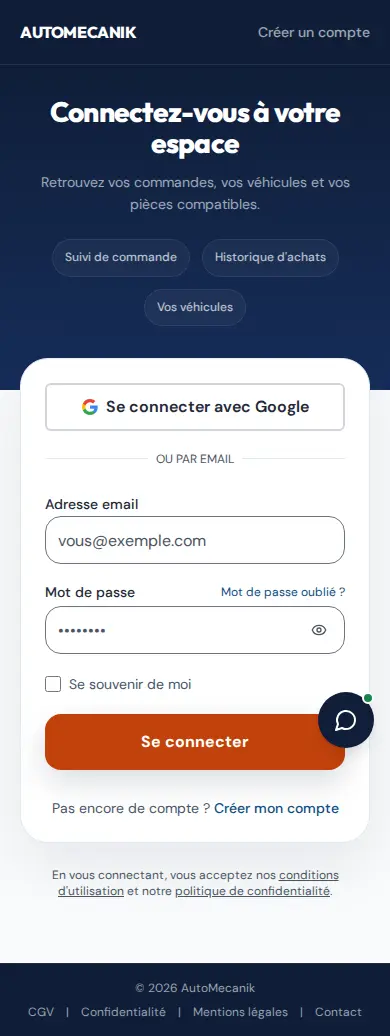 AUTOMECANIK
Créer un compte
Connectez-vous à votre
espace
Retrouvez vos commandes, vos véhicules et vos
pièces compatibles.
Suivi de commande
Historique d'achats
Vos véhicules
Se connecter avec Google
OU PAR EMAIL
Adresse email
vous@exemple.com
Mot de passe
Mot de passe oublié ?
••••••••
Se souvenir de moi
Se connecter
Pas encore de compte ? Créer mon compte
En vous connectant, vous acceptez nos conditions
d'utilisation et notre politique de confidentialité.
© 2026 AutoMecanik
CGV | Confidentialité | Mentions légales | Contact